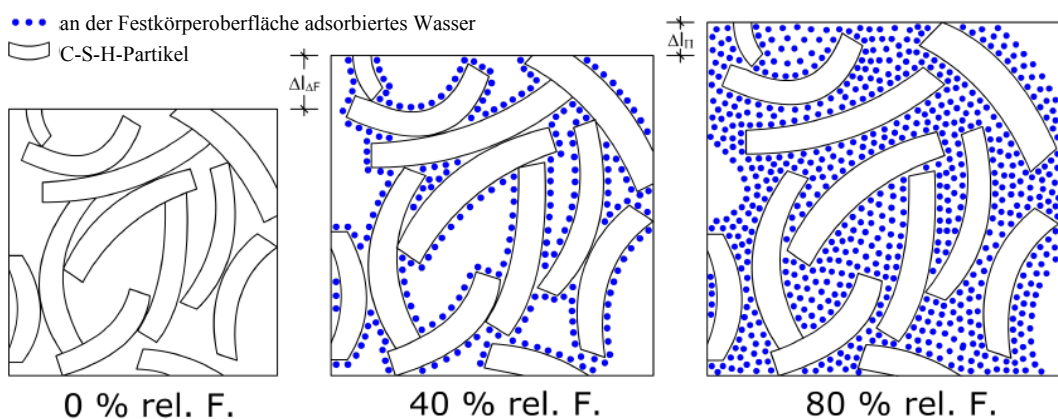 an der Festkörperoberfläche adsorbiertes Wasser
C-S-H-Partikel
Δl_ΔF
Δl_Π
0 % rel. F.
40 % rel. F.
80 % rel. F.